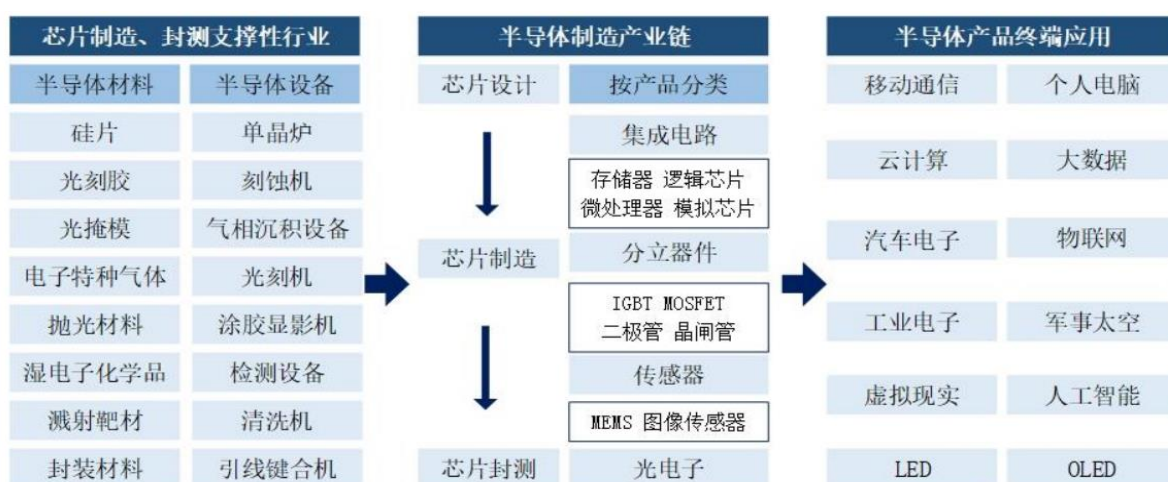 芯片制造、封测支撑性行业
半导体材料 半导体设备
硅片 单晶炉
光刻胶 刻蚀机
光掩模 气相沉积设备
电子特种气体 光刻机
抛光材料 涂胶显影机
湿电子化学品 检测设备
溅射靶材 清洗机
封装材料 引线键合机
半导体制造产业链
芯片设计 按产品分类
集成电路
存储器 逻辑芯片
微处理器 模拟芯片
芯片制造 分立器件
IGBT MOSFET
二极管 晶闸管
传感器
MEMS 图像传感器
芯片封测 光电子
半导体产品终端应用
移动通信 个人电脑
云计算 大数据
汽车电子 物联网
工业电子 军事太空
虚拟现实 人工智能
LED OLED